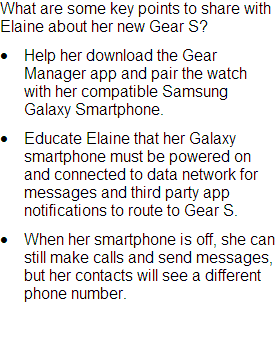 What are some key points to share with
Elaine about her new Gear S?
• Help her download the Gear
Manager app and pair the watch
with her compatible Samsung
Galaxy Smartphone.
• Educate Elaine that her Galaxy
smartphone must be powered on
and connected to data network for
messages and third party app
notifications to route to Gear S.
• When her smartphone is off, she can
still make calls and send messages,
but her contacts will see a different
phone number.